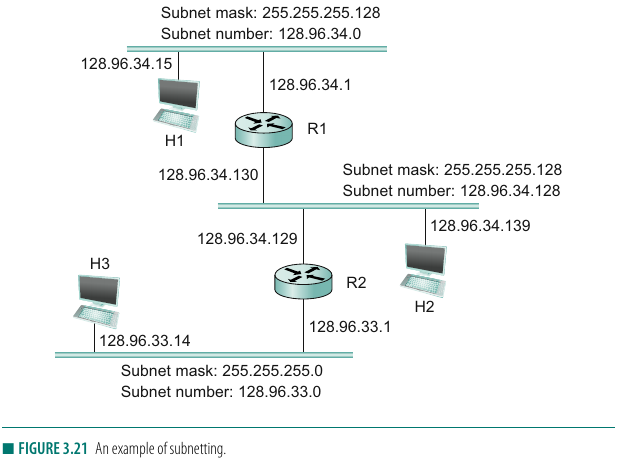 Subnet mask: 255.255.255.128
Subnet number: 128.96.34.0
128.96.34.15
128.96.34.1
H1
R1
128.96.34.130
Subnet mask: 255.255.255.128
Subnet number: 128.96.34.128
128.96.34.129
128.96.34.139
H3
R2
H2
128.96.33.14
128.96.33.1
Subnet mask: 255.255.255.0
Subnet number: 128.96.33.0
■ FIGURE 3.21 An example of subnetting.